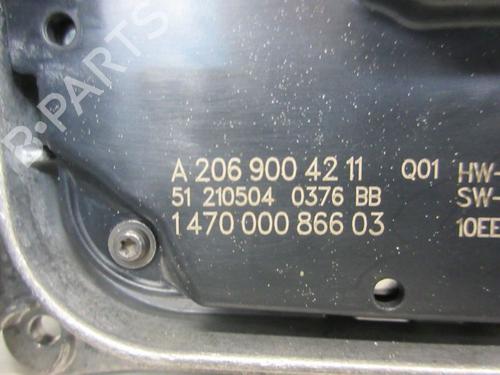 R-PARTS
A 206 900 42 11 Q01 HW-
51 210504 0376 BB SW-
1 470 000 866 03 10EE